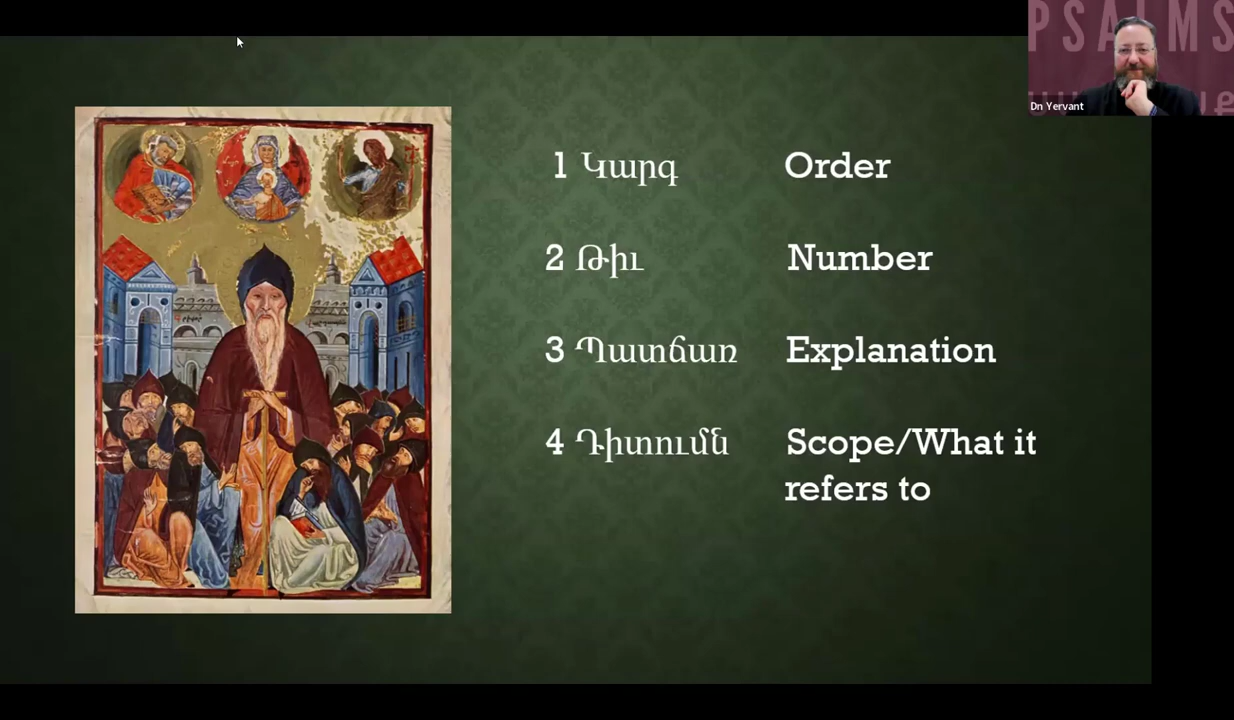 PSALMS
Dn Yervant
1 Կարգ Order
2 Թիւ Number
3 Պատճառ Explanation
4 Դիտումն Scope/What it
refers to